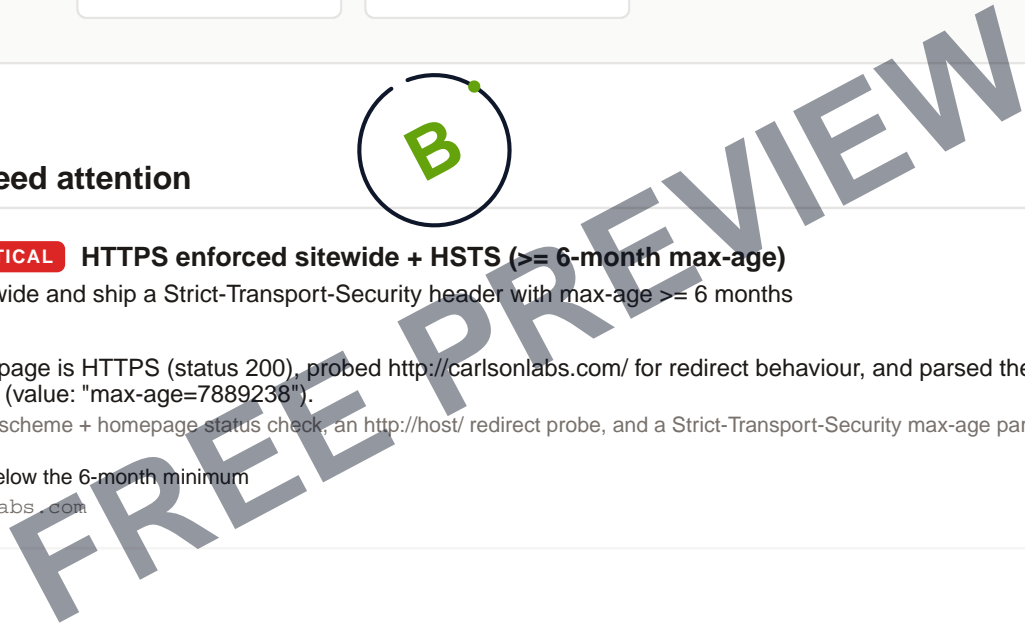 B
eed attention
TICAL HTTPS enforced sitewide + HSTS (>= 6-month max-age)
wide and ship a Strict-Transport-Security header with max-age >= 6 months
page is HTTPS (status 200), probed http://carlsonlabs.com/ for redirect behaviour, and parsed the
(value: "max-age=7889238").
scheme + homepage status check, an http://host/ redirect probe, and a Strict-Transport-Security max-age par
elow the 6-month minimum
abs.com
FREE PREVIEW